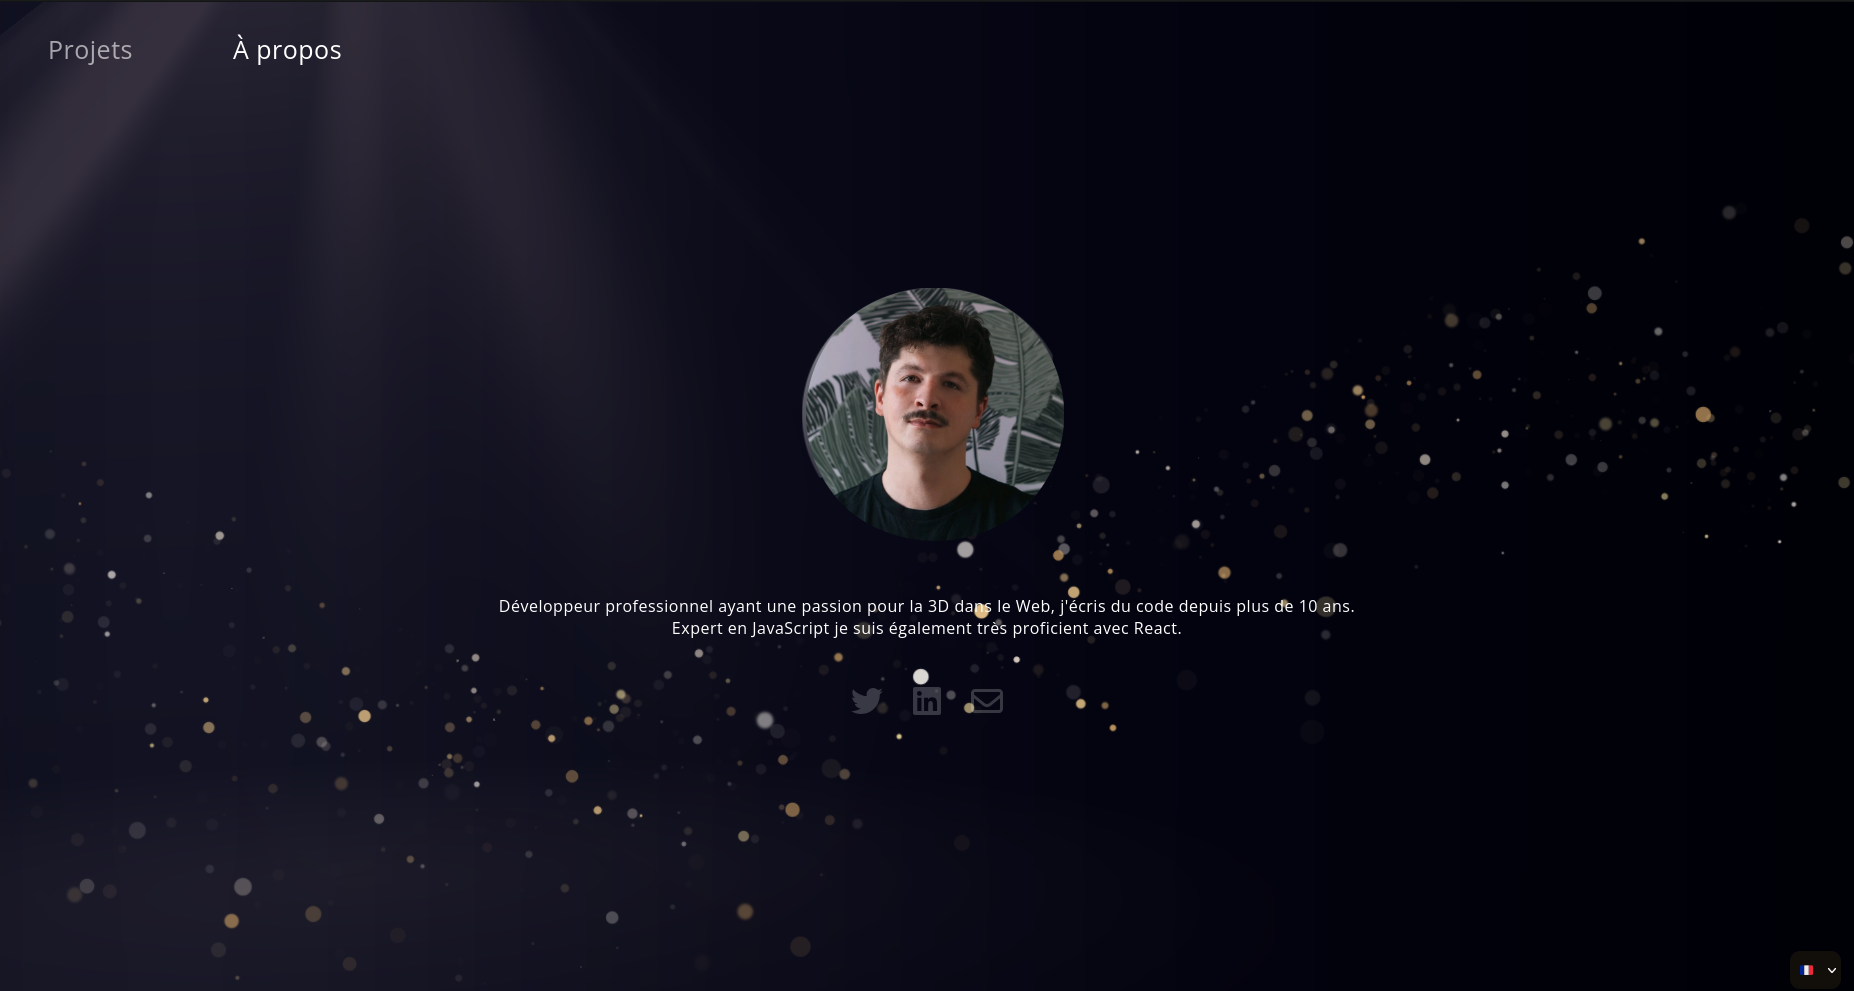 Projets
À propos
Développeur professionnel ayant une passion pour la 3D dans le Web, j'écris du code depuis plus de 10 ans.
Expert en JavaScript je suis également très proficient avec React.
in